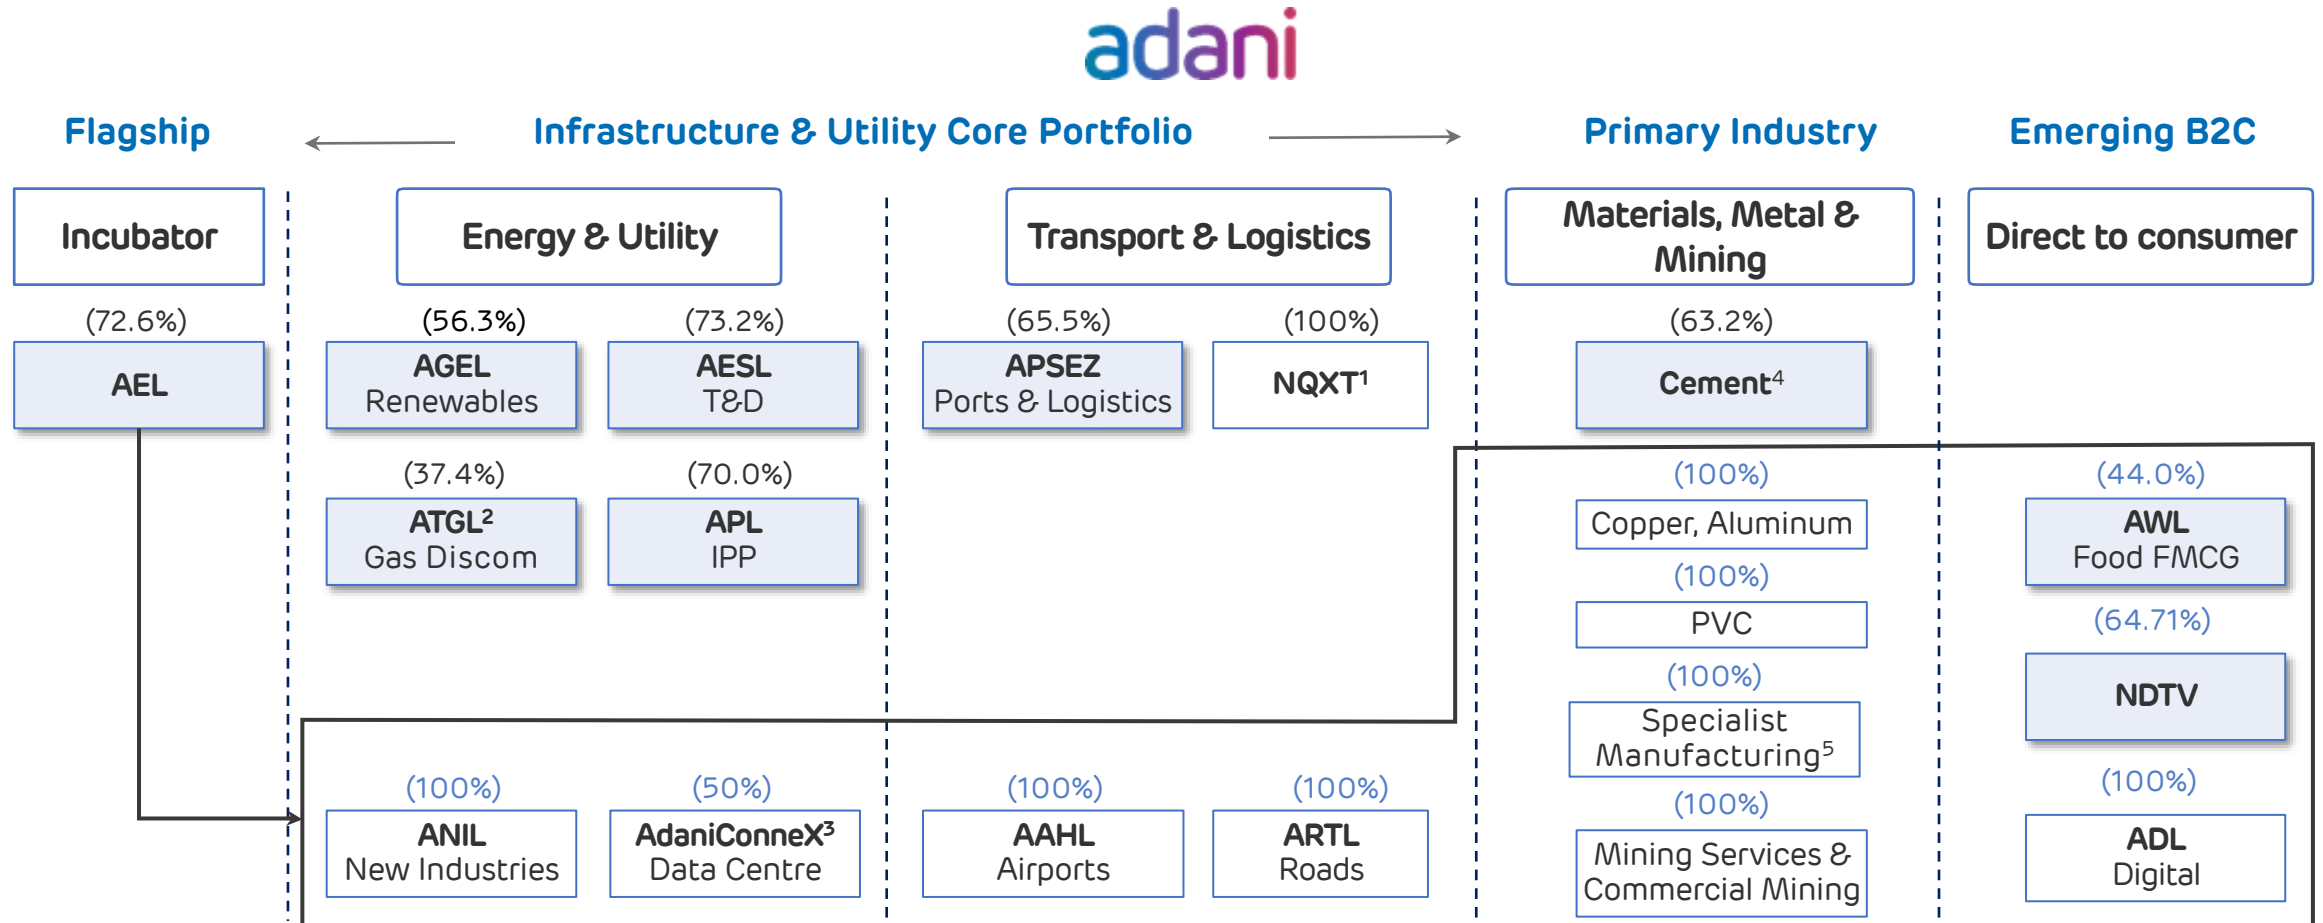 adani
Flagship
Infrastructure & Utility Core Portfolio
Primary Industry
Emerging B2C
Incubator
Energy & Utility
Transport & Logistics
Materials, Metal &
Mining
Direct to consumer
(72.6%)
AEL
(56.3%)
AGEL
Renewables
(73.2%)
AESL
T&D
(65.5%)
APSEZ
Ports & Logistics
(100%)
NQXT¹
(63.2%)
Cement⁴
(37.4%)
ATGL²
Gas Discom
(70.0%)
APL
IPP
(100%)
Copper, Aluminum
(100%)
PVC
(100%)
Specialist
Manufacturing⁵
(100%)
Mining Services &
Commercial Mining
(44.0%)
AWL
Food FMCG
(64.71%)
NDTV
(100%)
ADL
Digital
(100%)
ANIL
New Industries
(50%)
AdaniConneX³
Data Centre
(100%)
AAHL
Airports
(100%)
ARTL
Roads